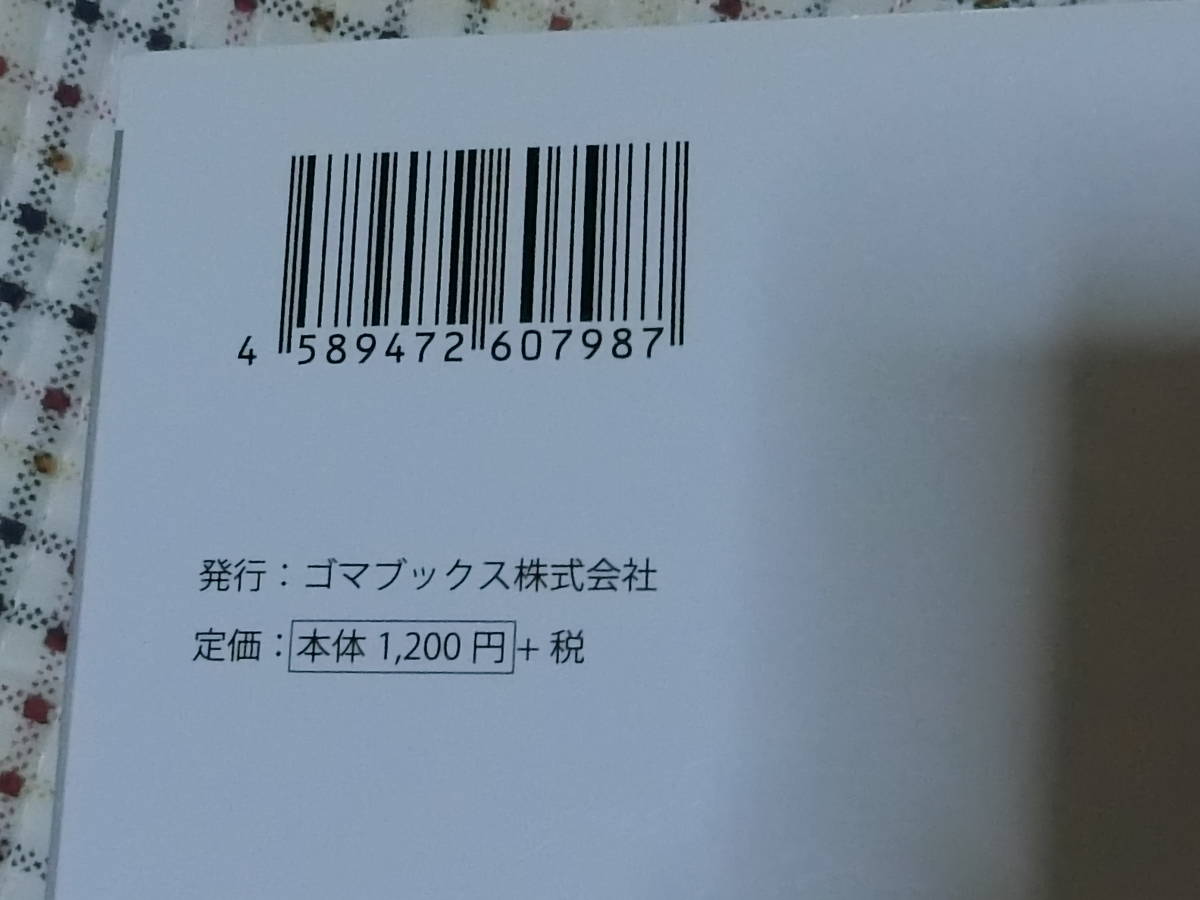 4 589472 607987
発行：ゴマブックス株式会社
定価：本体 1,200 円 + 税